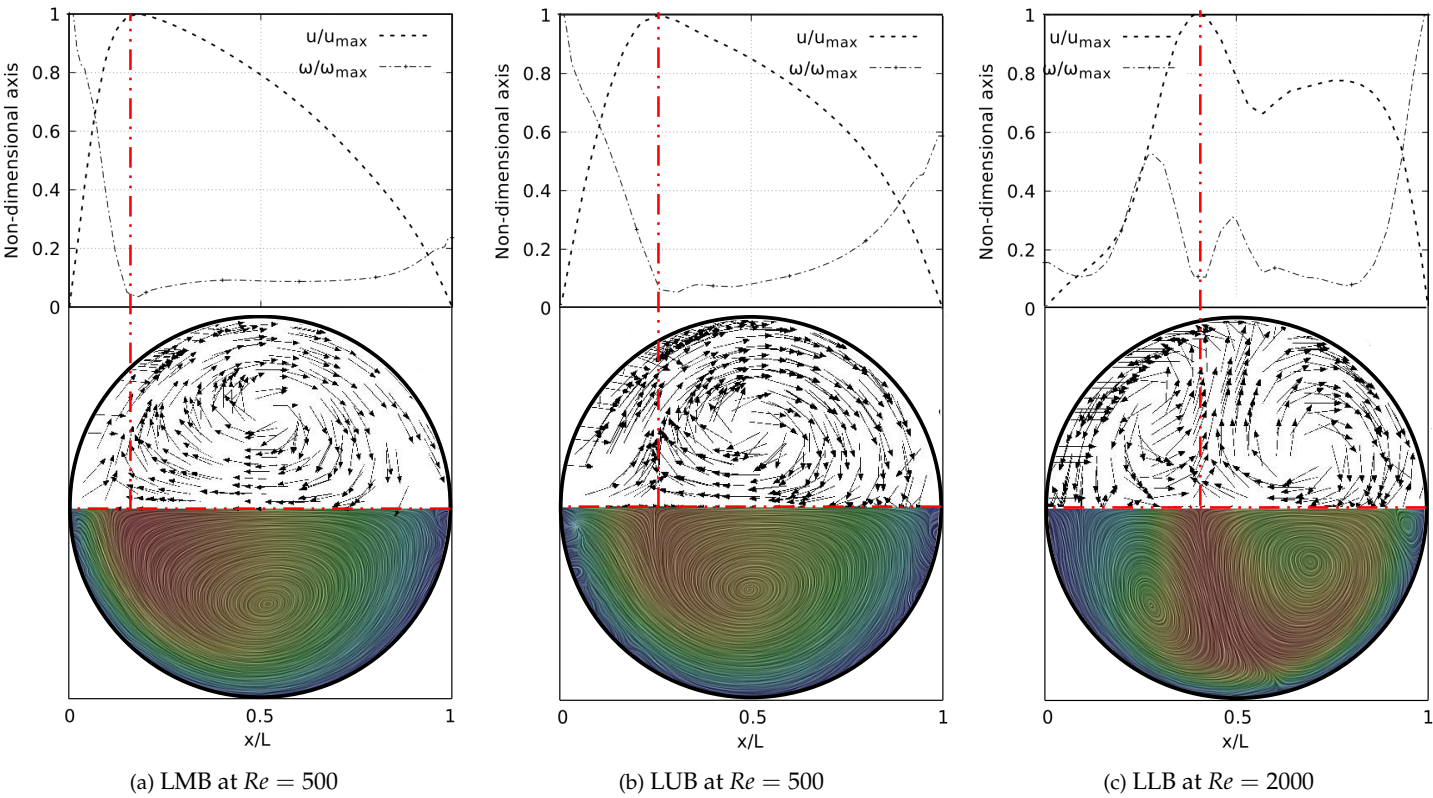 Non-dimensional axis
1
0.8
0.6
0.4
0.2
0
u/u_max
ω/ω_max
0 0.5 1
x/L
(a) LMB at Re = 500
Non-dimensional axis
1
0.8
0.6
0.4
0.2
0
u/u_max
ω/ω_max
0 0.5 1
x/L
(b) LUB at Re = 500
Non-dimensional axis
1
0.8
0.6
0.4
0.2
0
u/u_max
ω/ω_max
0 0.5 1
x/L
(c) LLB at Re = 2000